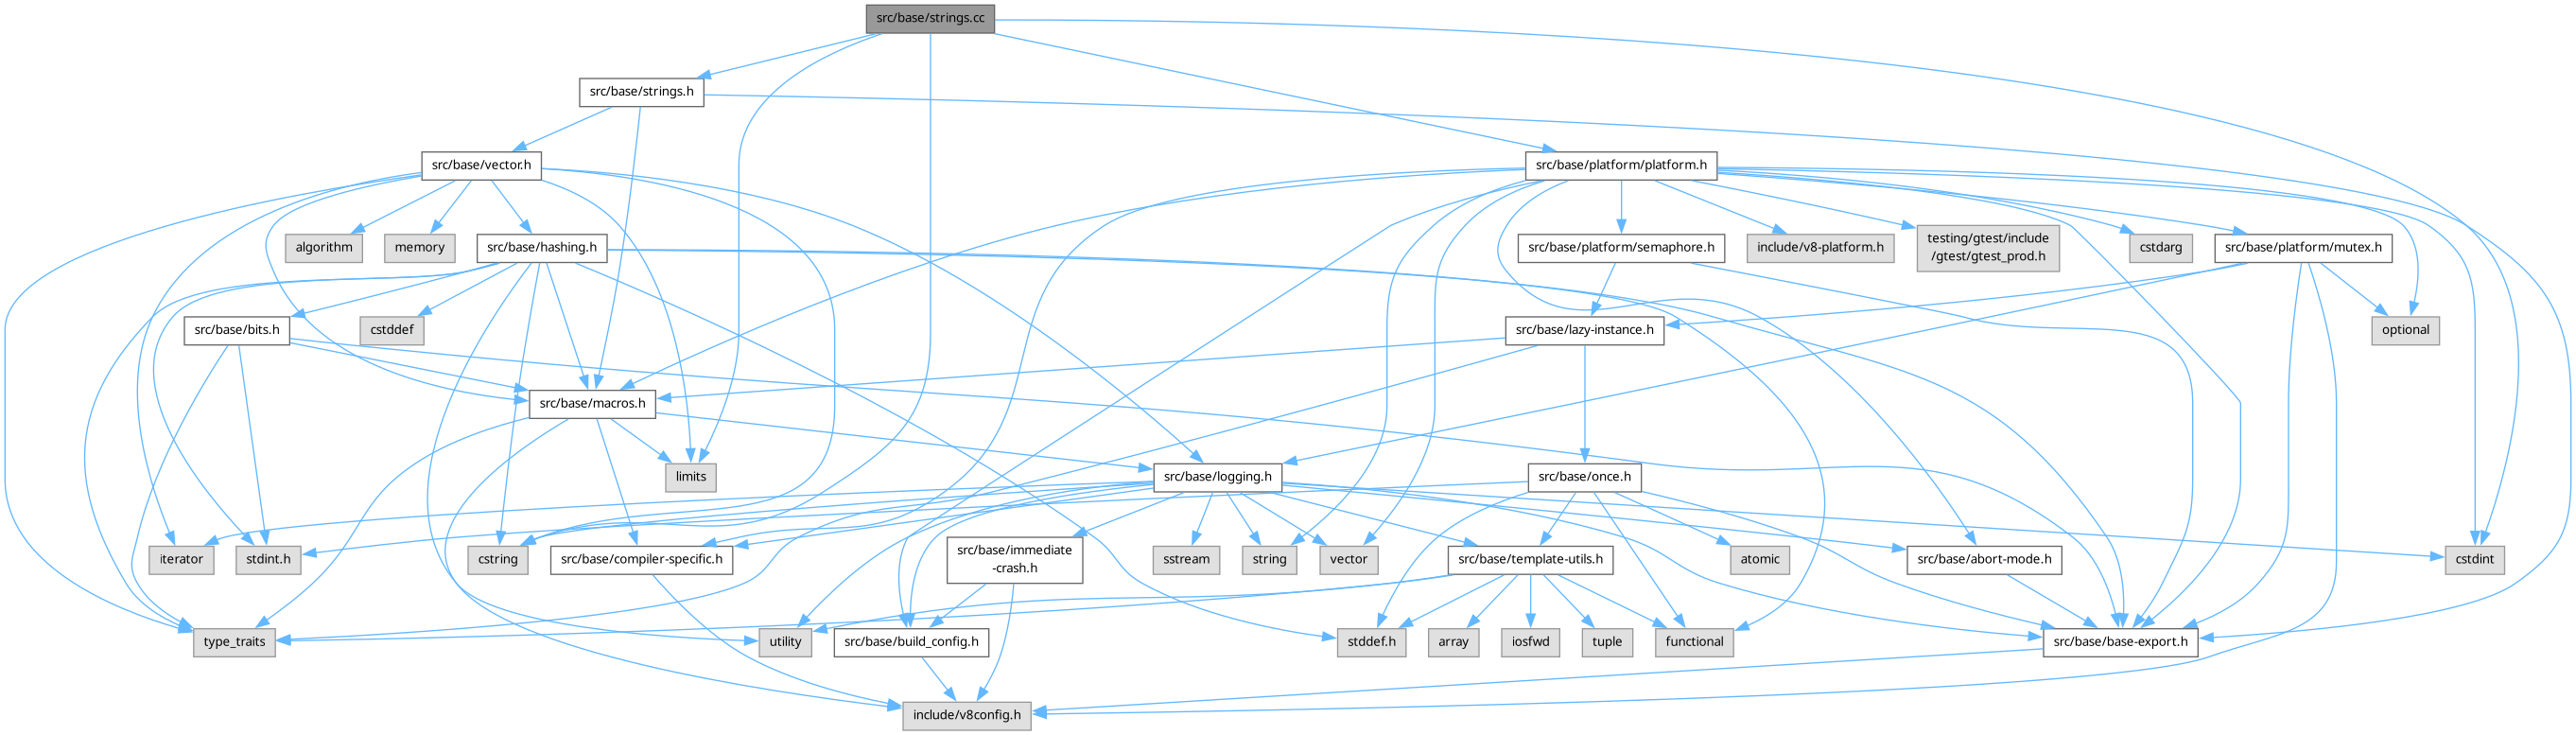 src/base/strings.cc
src/base/strings.h
src/base/vector.h
src/base/platform/platform.h
algorithm
memory
src/base/hashing.h
src/base/platform/semaphore.h
include/v8-platform.h
testing/gtest/include
/gtest/gtest_prod.h
cstdarg
src/base/platform/mutex.h
src/base/bits.h
cstddef
src/base/lazy-instance.h
optional
src/base/macros.h
limits
src/base/logging.h
src/base/once.h
iterator
stdint.h
cstring
src/base/compiler-specific.h
src/base/immediate
-crash.h
sstream
string
vector
src/base/template-utils.h
atomic
src/base/abort-mode.h
cstdint
type_traits
utility
src/base/build_config.h
stddef.h
array
iosfwd
tuple
functional
src/base/base-export.h
include/v8config.h